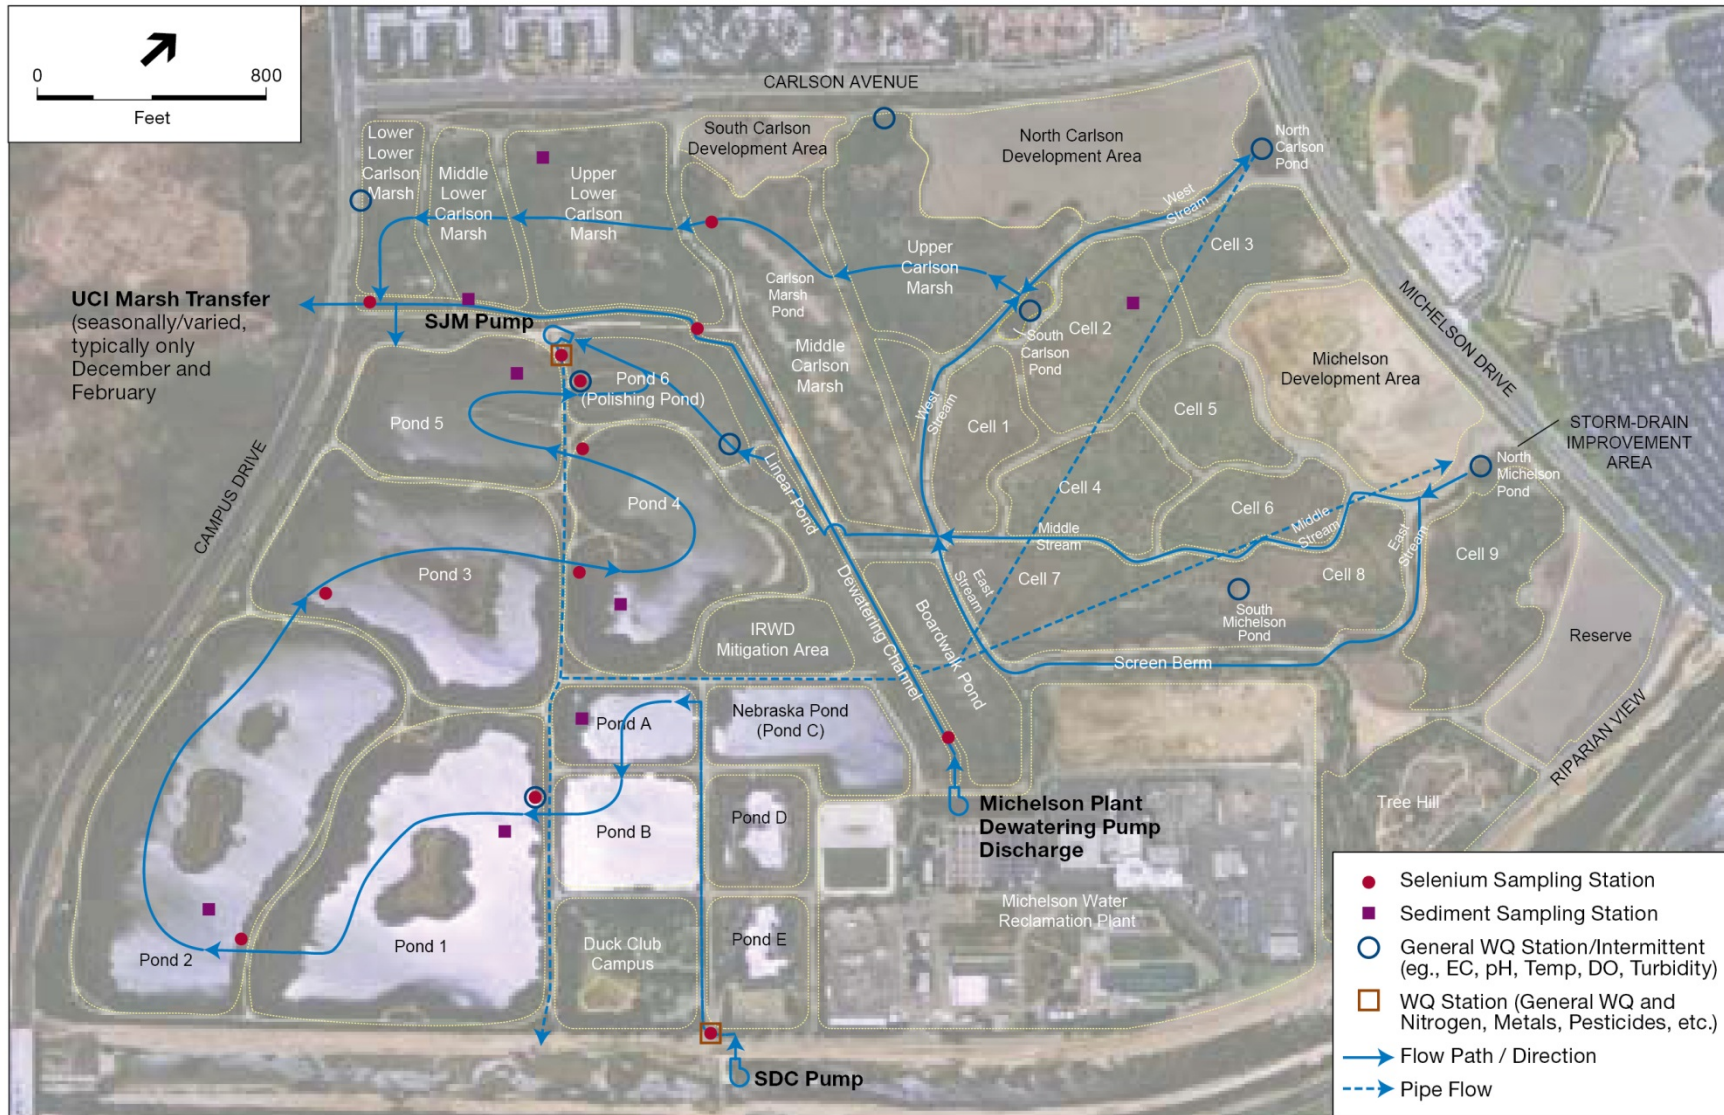 0
800
Feet
CARLSON AVENUE
Lower
Lower
Carlson
Marsh
Middle
Lower
Carlson
Marsh
Upper
Lower
Carlson
Marsh
South Carlson
Development Area
North Carlson
Development Area
North
Carlson
Pond
West
Stream
Cell 3
Upper
Carlson
Marsh
Carlson
Marsh
Pond
Cell 2
South
Carlson
Pond
UCI Marsh Transfer
(seasonally/varied,
typically only
December and
February)
SJM Pump
Middle
Carlson
Marsh
MICHELSON DRIVE
Michelson
Development Area
Pond 6
(Polishing Pond)
Pond 5
West
Stream
Cell 1
Cell 5
STORM-DRAIN
IMPROVEMENT
AREA
North
Michelson
Pond
CAMPUS DRIVE
Linear Pond
Pond 4
Cell 4
Cell 6
Middle
Stream
Middle
Stream
East
Stream
Cell 9
Pond 3
Dewatering Channel
East
Stream
Cell 7
Cell 8
South
Michelson
Pond
IRWD
Mitigation Area
Boardwalk Pond
Reserve
Screen Berm
RIPARIAN VIEW
Pond A
Nebraska Pond
(Pond C)
Michelson Plant
Dewatering Pump
Discharge
Tree Hill
Pond B
Pond D
Michelson Water
Reclamation Plant
Pond 2
Pond 1
Duck Club
Campus
Pond E
SDC Pump
Selenium Sampling Station
Sediment Sampling Station
General WQ Station/Intermittent
(eg., EC, pH, Temp, DO, Turbidity)
WQ Station (General WQ and
Nitrogen, Metals, Pesticides, etc.)
Flow Path / Direction
Pipe Flow